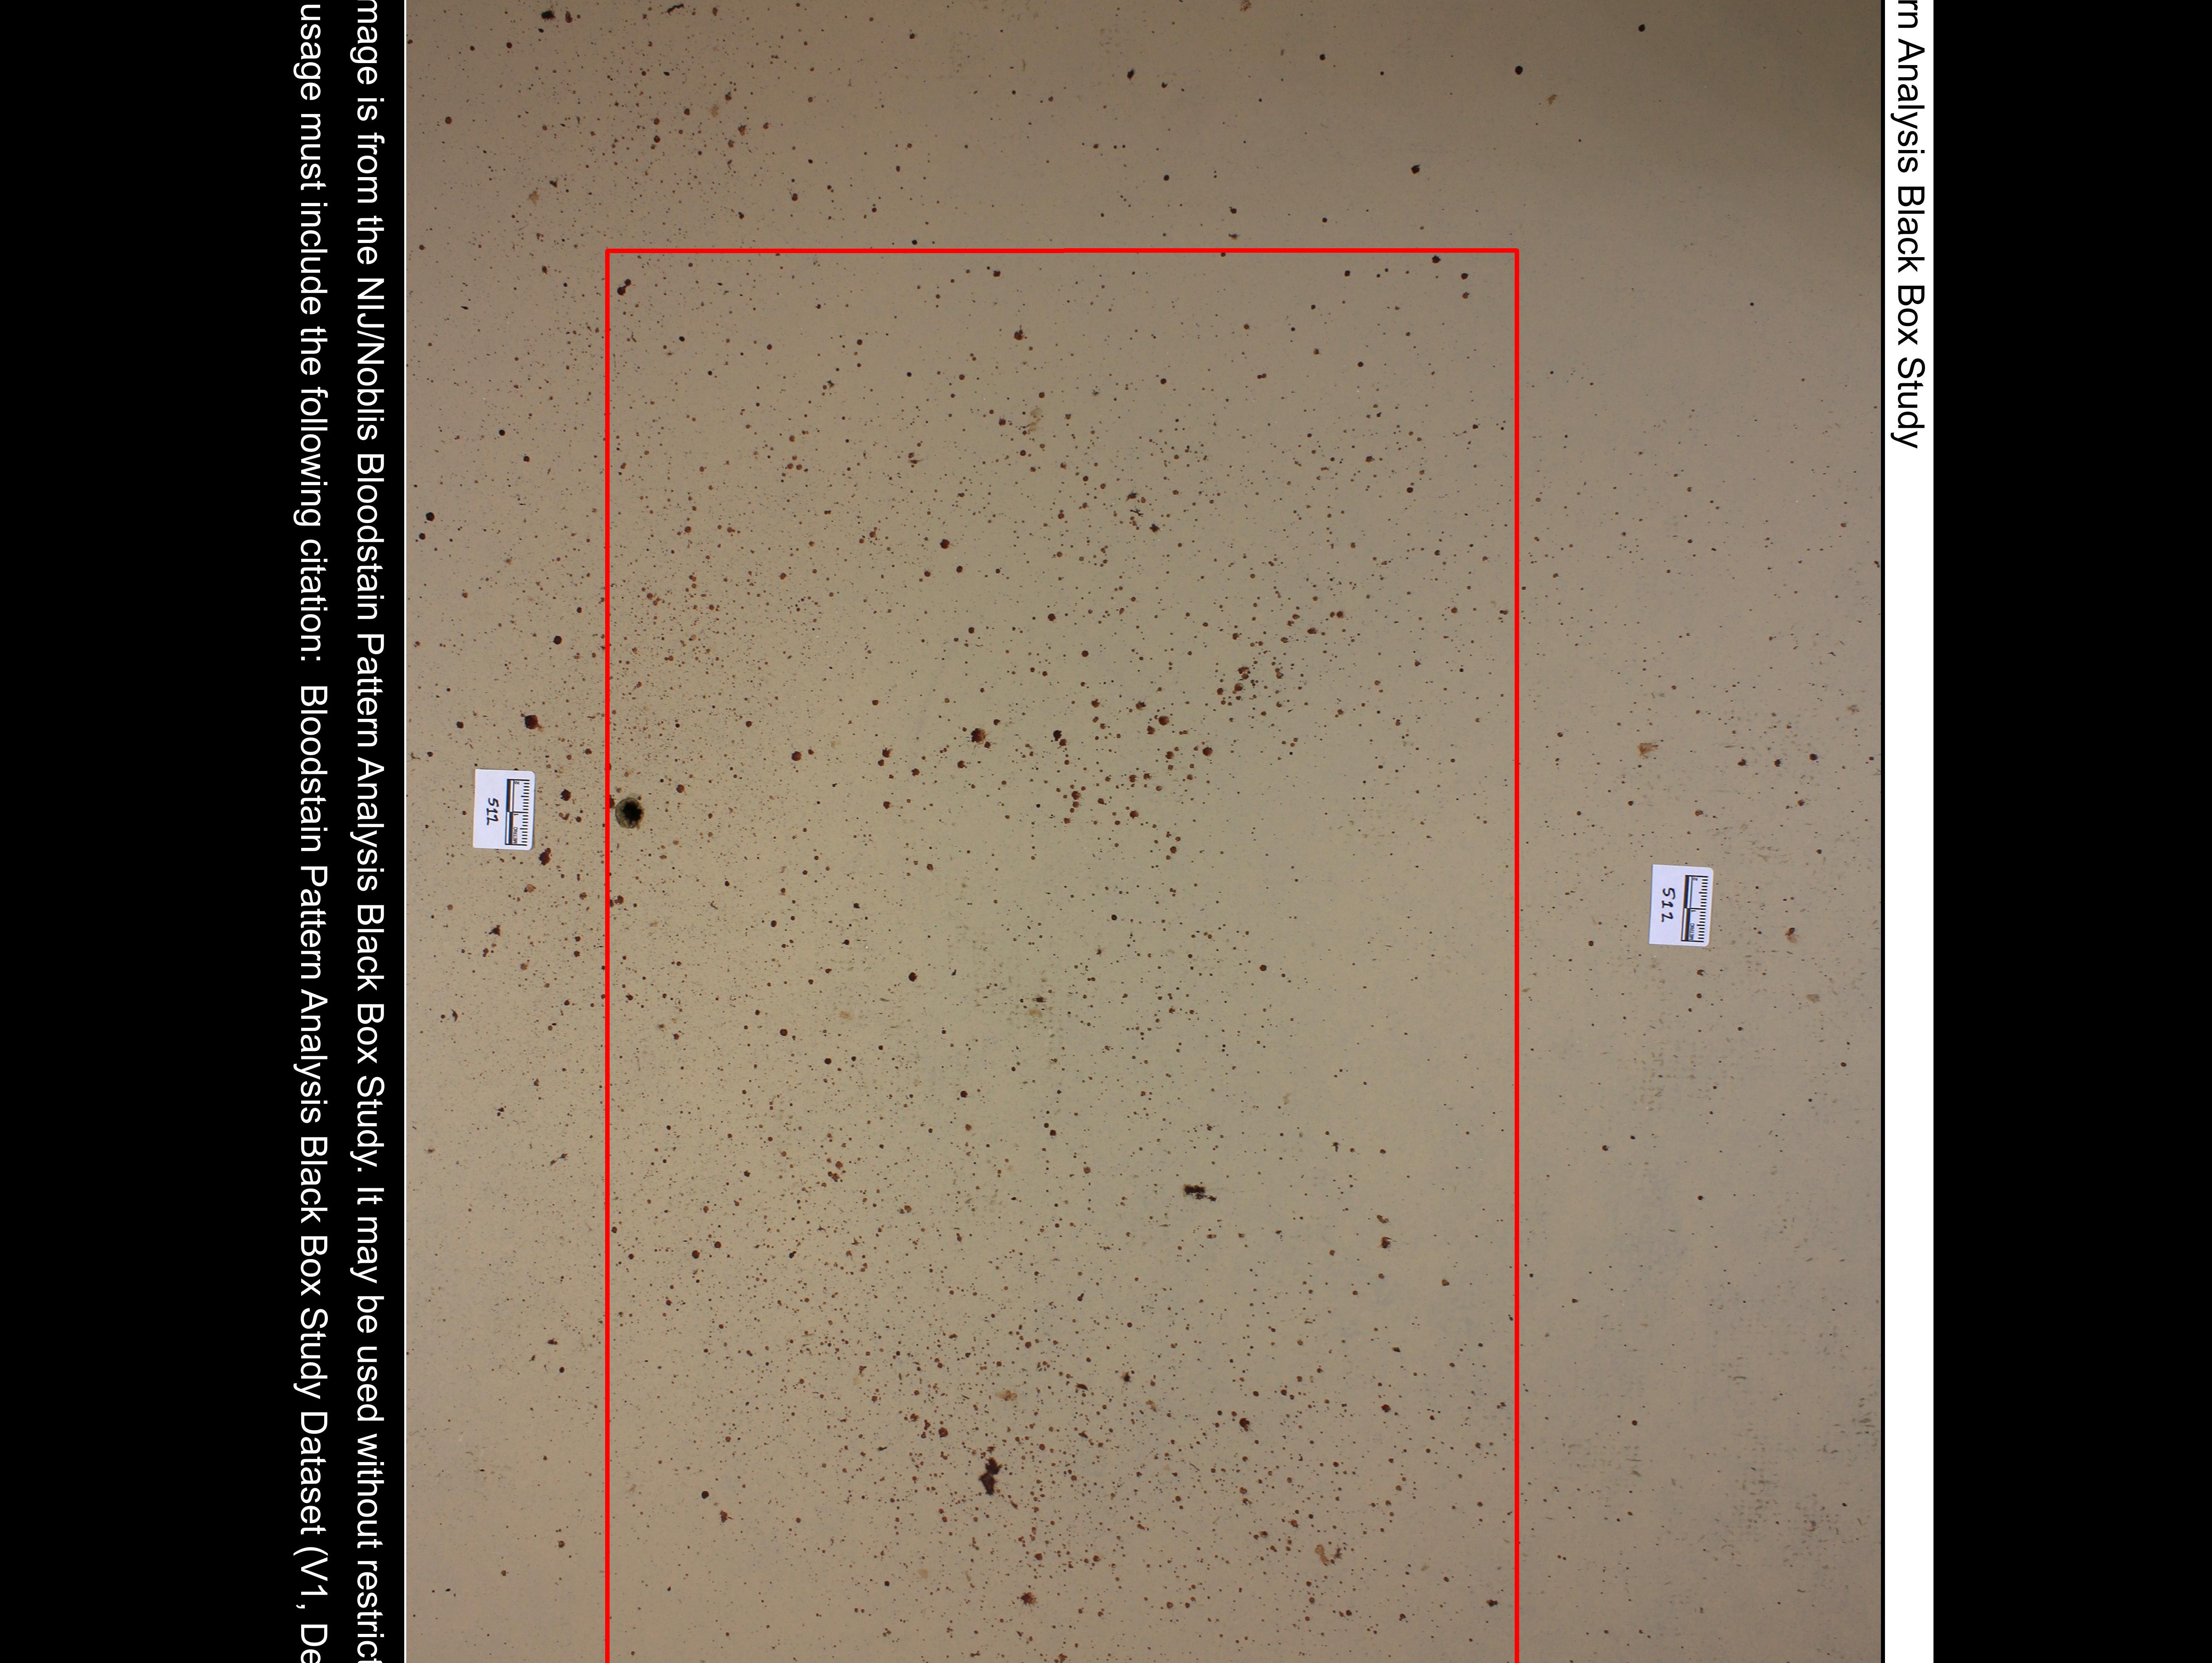 rn Analysis Black Box Study
511
512
mage is from the NIJ/Noblis Bloodstain Pattern Analysis Black Box Study. It may be used without restrict
usage must include the following citation: Bloodstain Pattern Analysis Black Box Study Dataset (V1, De